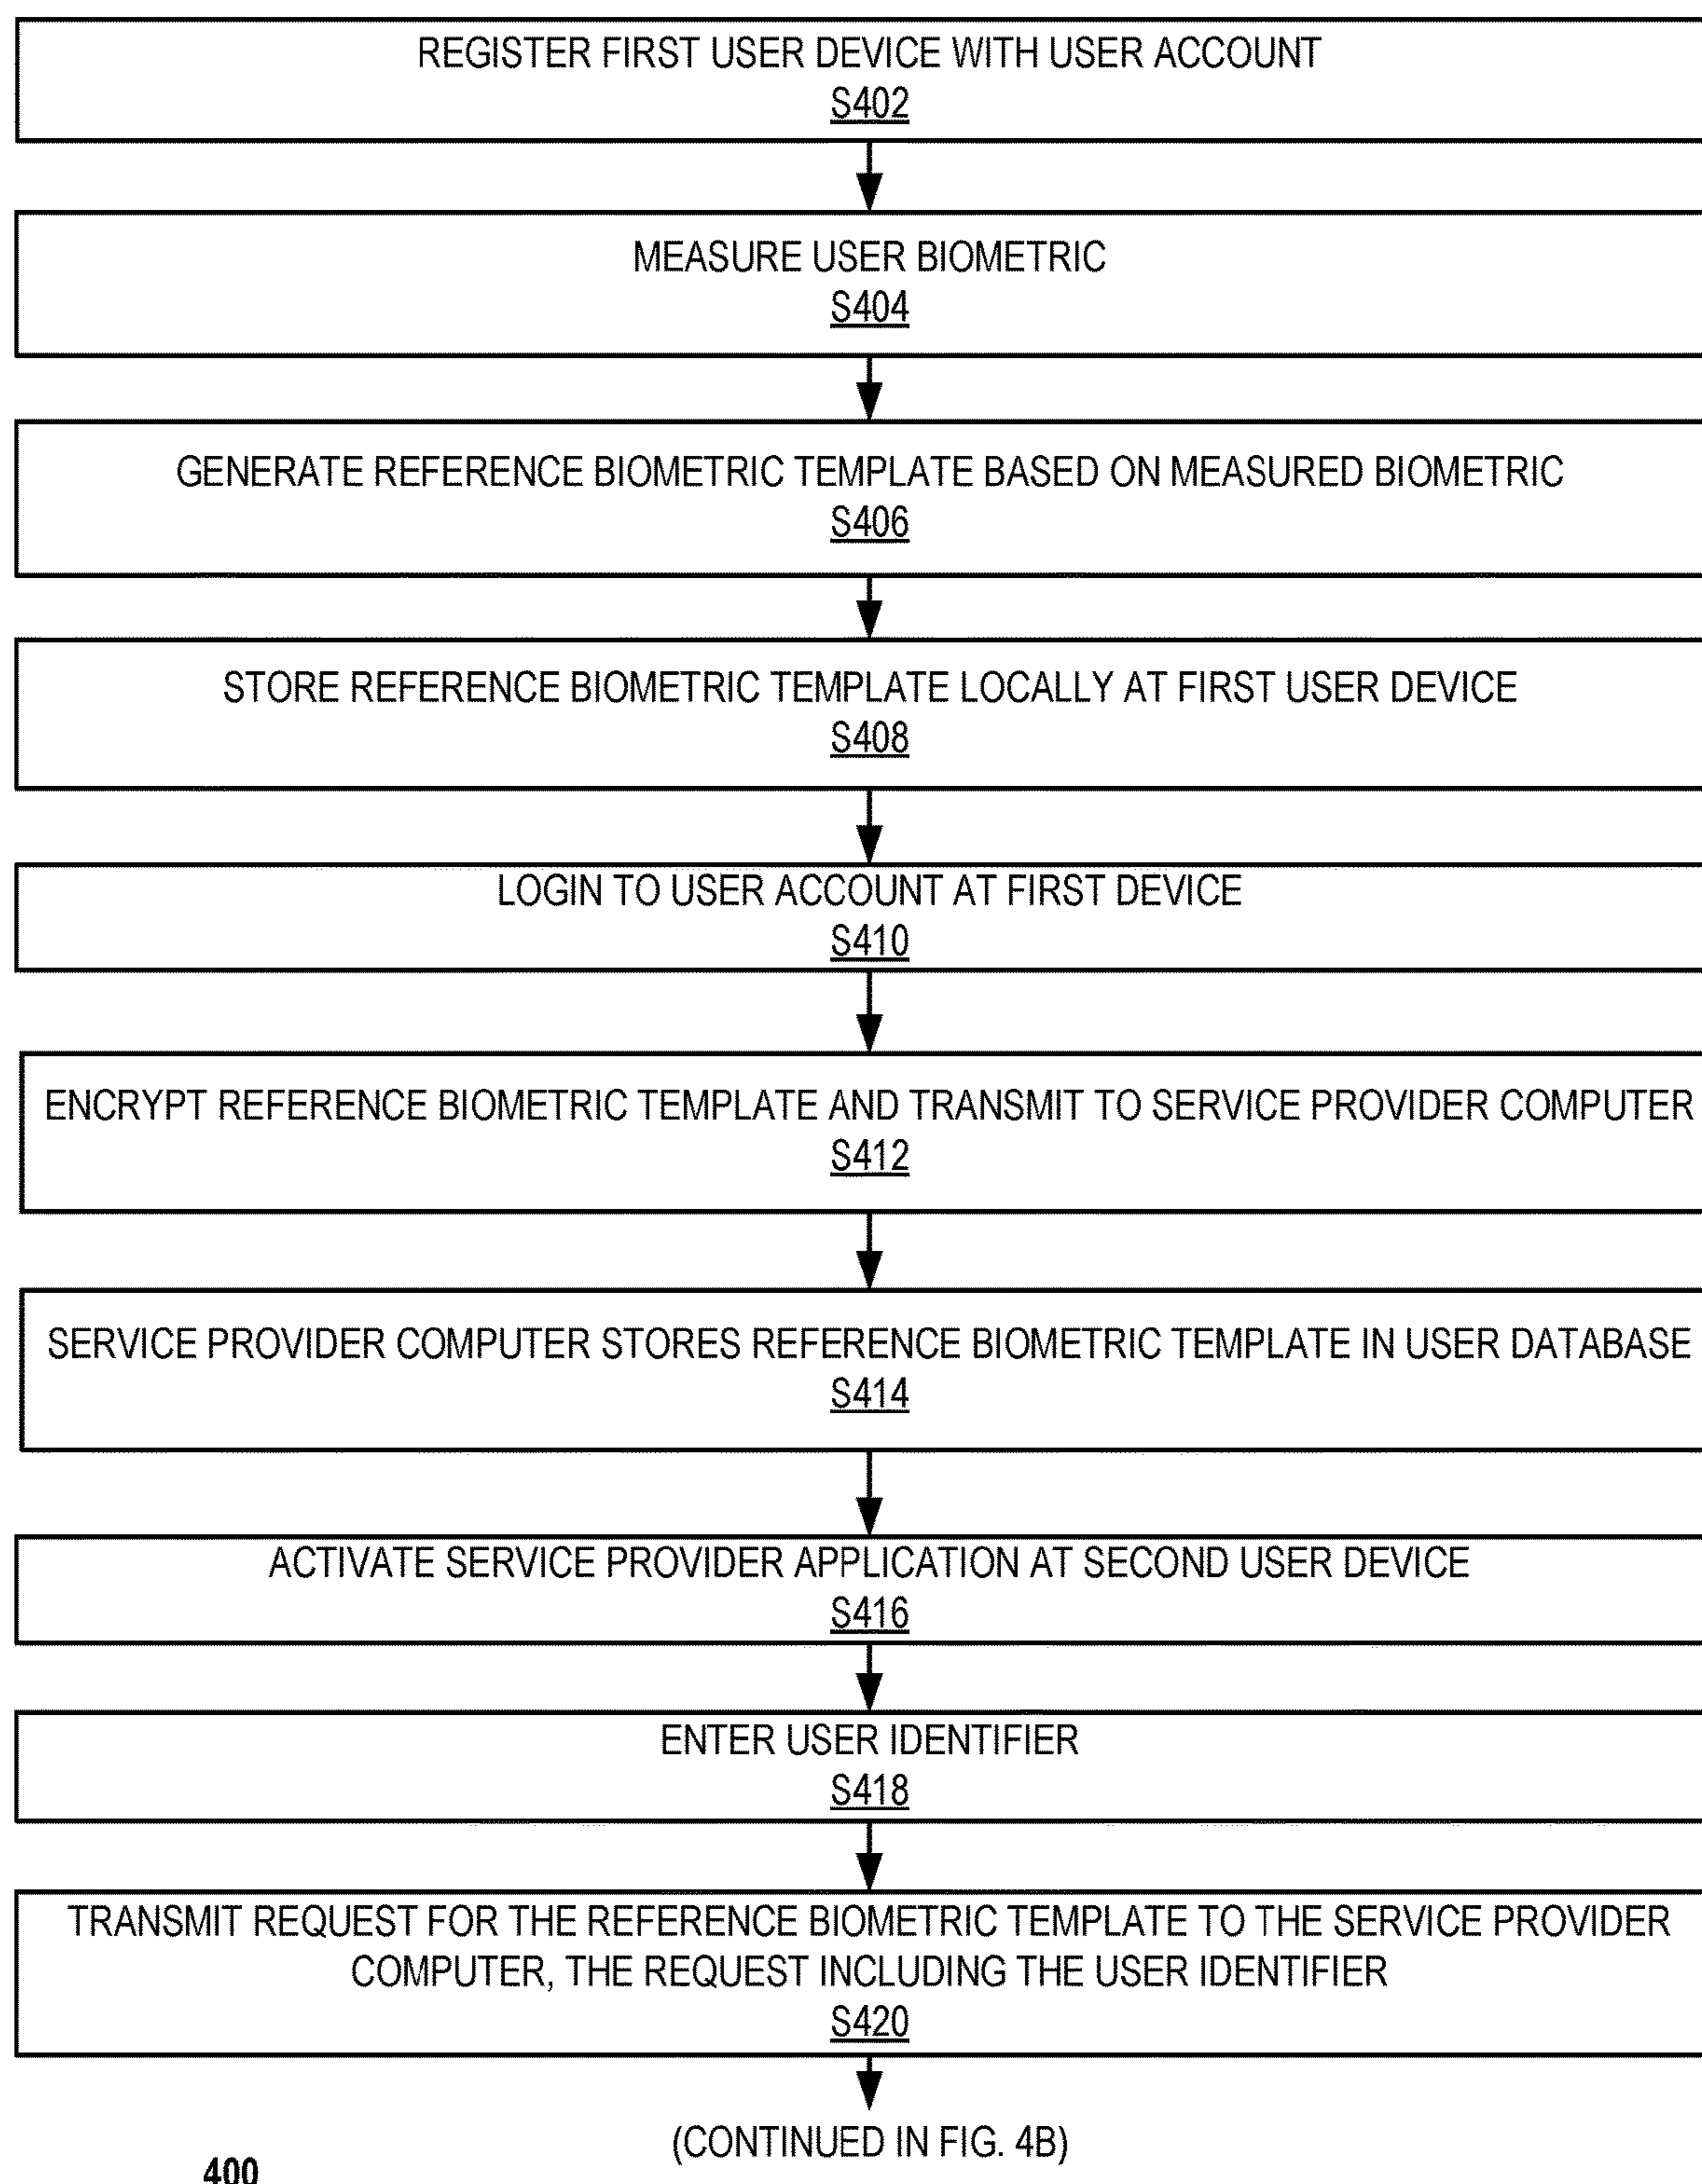 REGISTER FIRST USER DEVICE WITH USER ACCOUNT
S402
MEASURE USER BIOMETRIC
S404
GENERATE REFERENCE BIOMETRIC TEMPLATE BASED ON MEASURED BIOMETRIC
S406
STORE REFERENCE BIOMETRIC TEMPLATE LOCALLY AT FIRST USER DEVICE
S408
LOGIN TO USER ACCOUNT AT FIRST DEVICE
S410
ENCRYPT REFERENCE BIOMETRIC TEMPLATE AND TRANSMIT TO SERVICE PROVIDER COMPUTER
S412
SERVICE PROVIDER COMPUTER STORES REFERENCE BIOMETRIC TEMPLATE IN USER DATABASE
S414
ACTIVATE SERVICE PROVIDER APPLICATION AT SECOND USER DEVICE
S416
ENTER USER IDENTIFIER
S418
TRANSMIT REQUEST FOR THE REFERENCE BIOMETRIC TEMPLATE TO THE SERVICE PROVIDER
COMPUTER, THE REQUEST INCLUDING THE USER IDENTIFIER
S420
(CONTINUED IN FIG. 4B)
400